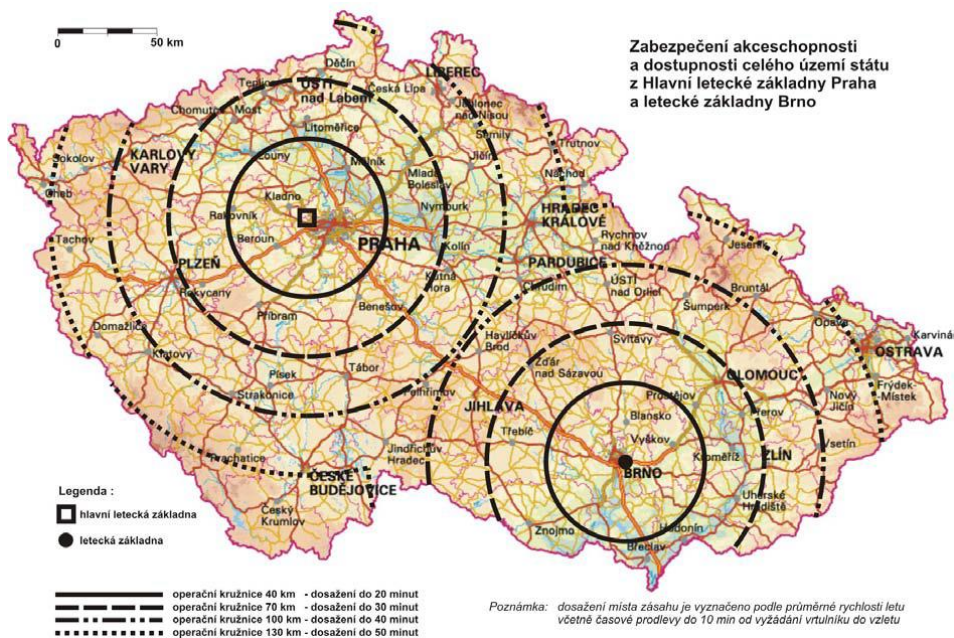 0 50 km
Zabezpečení akceschopnosti
a dostupnosti celého území státu
z Hlavní letecké základny Praha
a letecké základny Brno
Děčín
LIBEREC
Teplice
ÚSTÍ
nad Labem
Česká Lípa
Chomutov
Most
Jablonec
nad Nisou
Litoměřice
Semily
Trutnov
Sokolov
KARLOVY
VARY
Louny
Mělník
Jičín
Náchod
Cheb
Mladá
Boleslav
Kladno
Rakovník
Nymburk
HRADEC
KRÁLOVÉ
Beroun
PRAHA
Kolín
Rychnov
nad Kněžnou
Tachov
PLZEŇ
PARDUBICE
Jeseník
Rokycany
Kutná
Hora
Chrudim
ÚSTÍ
nad Orlicí
Bruntál
Šumperk
Příbram
Benešov
Opava
Domažlice
Havlíčkův
Brod
Svitavy
Karviná
OSTRAVA
Klatovy
Žďár
nad Sázavou
OLOMOUC
Písek
Tábor
Frýdek-
Místek
Strakonice
Pelhřimov
JIHLAVA
Prostějov
Nový
Jičín
Blansko
Přerov
Třebíč
Vyškov
Vsetín
Prachatice
Jindřichův
Hradec
Kroměříž
ZLÍN
ČESKÉ
BUDĚJOVICE
BRNO
Uherské
Hradiště
Český
Krumlov
Znojmo
Hodonín
Břeclav
Legenda :
hlavní letecká základna
letecká základna
operační kružnice 40 km - dosažení do 20 minut
operační kružnice 70 km - dosažení do 30 minut
operační kružnice 100 km - dosažení do 40 minut
operační kružnice 130 km - dosažení do 50 minut
Poznámka: dosažení místa zásahu je vyznačeno podle průměrné rychlosti letu
včetně časové prodlevy do 10 min od vyžádání vrtulníku do vzletu